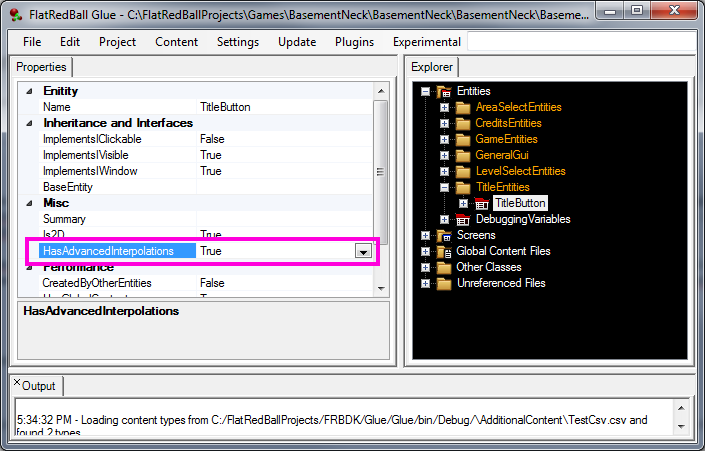 FlatRedBall Glue - C:\FlatRedBallProjects\Games\BasementNeck\BasementNeck\BasementNeck\Baseme...
File Edit Project Content Settings Update Plugins Experimental
Properties
Entitiy
Name TitleButton
Inheritance and Interfaces
ImplementsIClickable False
ImplementsIVisible True
ImplementsIWindow True
BaseEntity
Misc
Summary
Is2D True
HasAdvancedInterpolations True
Performance
CreatedByOtherEntities False
HasAdvancedInterpolations
Explorer
Entities
AreaSelectEntities
CreditsEntities
GameEntities
GeneralGui
LevelSelectEntities
TitleEntities
TitleButton
DebuggingVariables
Screens
Global Content Files
Other Classes
Unreferenced Files
Output
5:34:32 PM - Loading content types from C:/FlatRedBallProjects/FRBDK/Glue/Glue/bin/Debug/\AdditionalContent\TestCsv.csv and
found 2 types